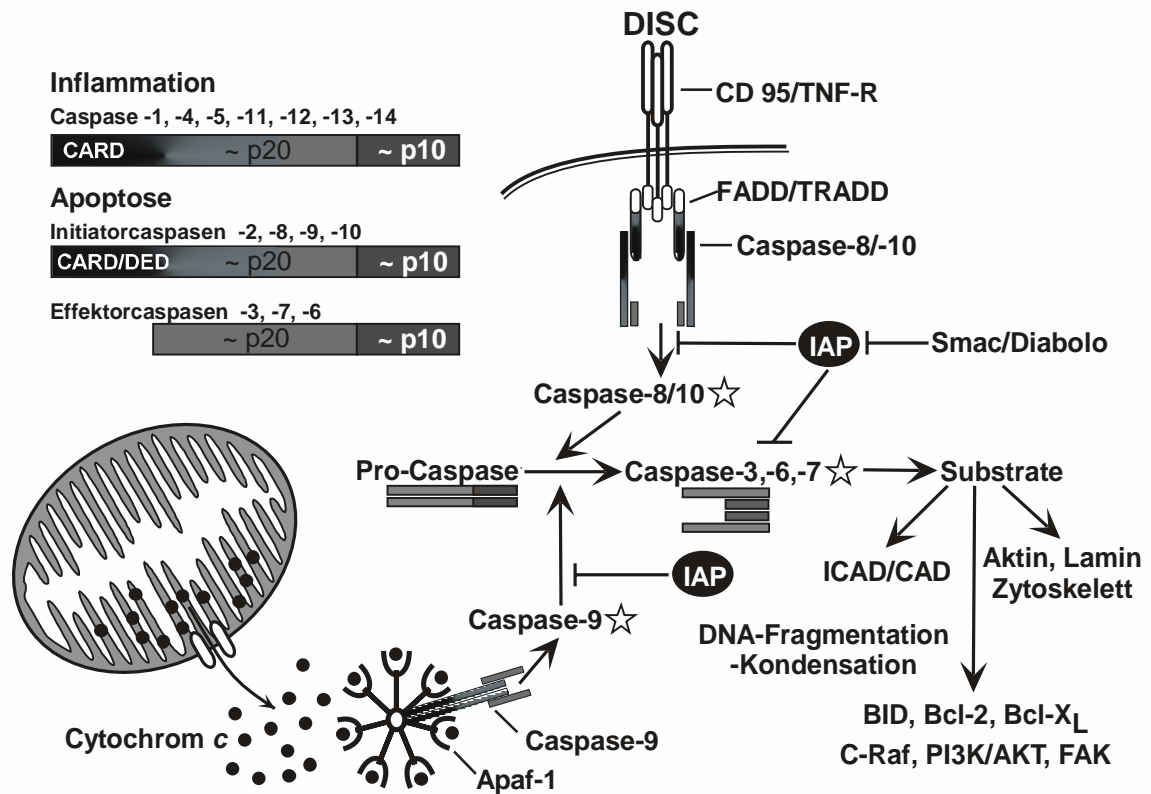 DISC
CD 95/TNF-R
Inflammation
Caspase -1, -4, -5, -11, -12, -13, -14
CARD ~ p20 ~ p10
Apoptose
Initiatorcaspasen -2, -8, -9, -10
CARD/DED ~ p20 ~ p10
Effektorcaspasen -3, -7, -6
~ p20 ~ p10
FADD/TRADD
Caspase-8/-10
IAP
Smac/Diabolo
Caspase-8/10
Pro-Caspase
Caspase-3,-6,-7
Substrate
ICAD/CAD
Aktin, Lamin
Zytoskelett
IAP
Caspase-9
DNA-Fragmentation
-Kondensation
BID, Bcl-2, Bcl-XL
C-Raf, PI3K/AKT, FAK
Cytochrom c
Caspase-9
Apaf-1